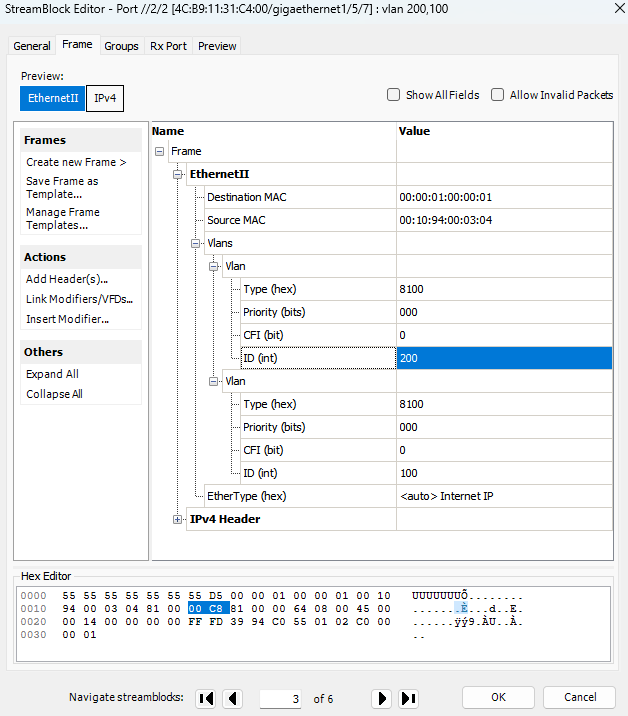 StreamBlock Editor - Port //2/2 [4C:B9:11:31:C4:00/gigaethernet1/5/7] : vlan 200,100
General Frame Groups Rx Port Preview
Preview:
EthernetII IPv4
Show All Fields Allow Invalid Packets
Frames
Create new Frame >
Save Frame as
Template...
Manage Frame
Templates...
Actions
Add Header(s)...
Link Modifiers/VFDs...
Insert Modifier...
Others
Expand All
Collapse All
Name Value
Frame
EthernetII
Destination MAC 00:00:01:00:00:01
Source MAC 00:10:94:00:03:04
Vlans
Vlan
Type (hex) 8100
Priority (bits) 000
CFI (bit) 0
ID (int) 200
Vlan
Type (hex) 8100
Priority (bits) 000
CFI (bit) 0
ID (int) 100
EtherType (hex) <auto> Internet IP
IPv4 Header
Hex Editor
0000 55 55 55 55 55 55 55 D5 00 00 01 00 00 01 00 10 UUUUUUUÕ........
0010 94 00 03 04 81 00 00 C8 81 00 00 64 08 00 45 00 .......È...d..E.
0020 00 14 00 00 00 00 FF FD 39 94 C0 55 01 02 C0 00 ......ÿý9.ÀU..À.
0030 00 01 ..
Navigate streamblocks: 3 of 6 OK Cancel